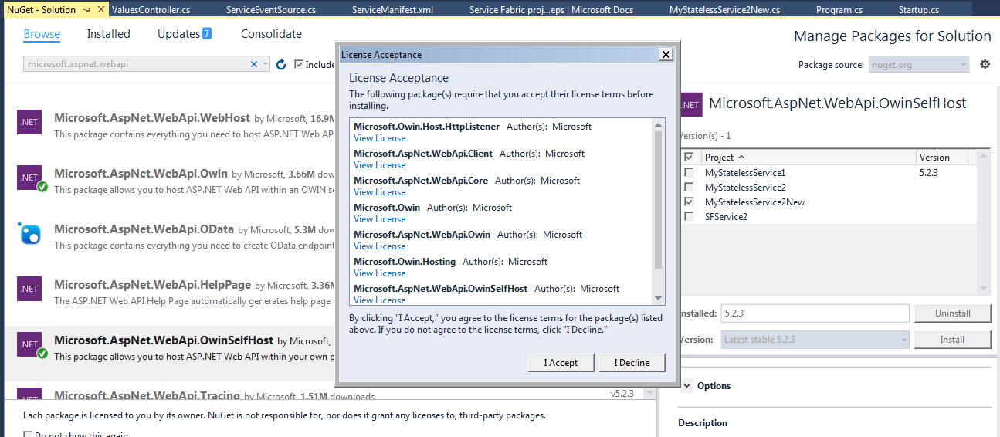 NuGet - Solution
ValuesController.cs
ServiceEventSource.cs
ServiceManifest.xml
Service Fabric proj...eps | Microsoft Docs
MyStatelessService2New.cs
Program.cs
Startup.cs
Browse
Installed
Updates 7
Consolidate
Manage Packages for Solution
microsoft.aspnet.webapi
Include
Package source: nuget.org
.NET
Microsoft.AspNet.WebApi.WebHost by Microsoft, 16.9M
This package contains everything you need to host ASP.NET Web AP
.NET
Microsoft.AspNet.WebApi.Owin by Microsoft, 3.66M dow
This package allows you to host ASP.NET Web API within an OWIN se
Microsoft.AspNet.WebApi.OData by Microsoft, 5.3M dow
This package contains everything you need to create OData endpoint
.NET
Microsoft.AspNet.WebApi.HelpPage by Microsoft, 3.36M
The ASP.NET Web API Help Page automatically generates help page
.NET
Microsoft.AspNet.WebApi.OwinSelfHost by Microsoft,
This package allows you to host ASP.NET Web API within your own p
.NET
Microsoft.AspNet.WebApi.Tracing by Microsoft, 1.51M downloads
v5.2.3
Each package is licensed to you by its owner. NuGet is not responsible for, nor does it grant any licenses to, third-party packages.
Do not show this again
License Acceptance
License Acceptance
The following package(s) require that you accept their license terms before
installing.
Microsoft.Owin.Host.HttpListener Author(s): Microsoft
View License
Microsoft.AspNet.WebApi.Client Author(s): Microsoft
View License
Microsoft.AspNet.WebApi.Core Author(s): Microsoft
View License
Microsoft.Owin Author(s): Microsoft
View License
Microsoft.AspNet.WebApi.Owin Author(s): Microsoft
View License
Microsoft.Owin.Hosting Author(s): Microsoft
View License
Microsoft.AspNet.WebApi.OwinSelfHost Author(s): Microsoft
View License
By clicking "I Accept," you agree to the license terms for the package(s) listed
above. If you do not agree to the license terms, click "I Decline."
I Accept
I Decline
.NET
Microsoft.AspNet.WebApi.OwinSelfHost
Version(s) - 1
Project Version
MyStatelessService1 5.2.3
MyStatelessService2
MyStatelessService2New
SFService2
nstalled: 5.2.3 Uninstall
Version: Latest stable 5.2.3 Install
Options
Description